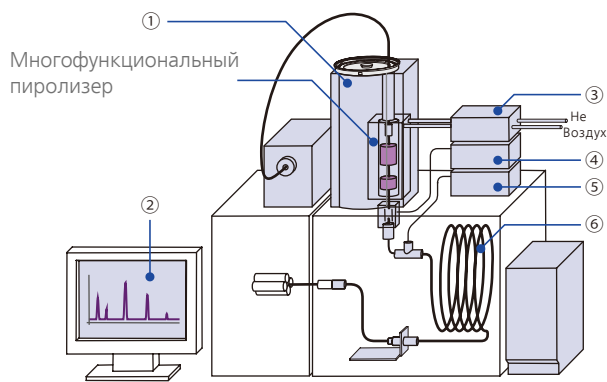 ①
Многофункциональный
пиролизер
③
Не
Воздух
④
⑤
②
⑥